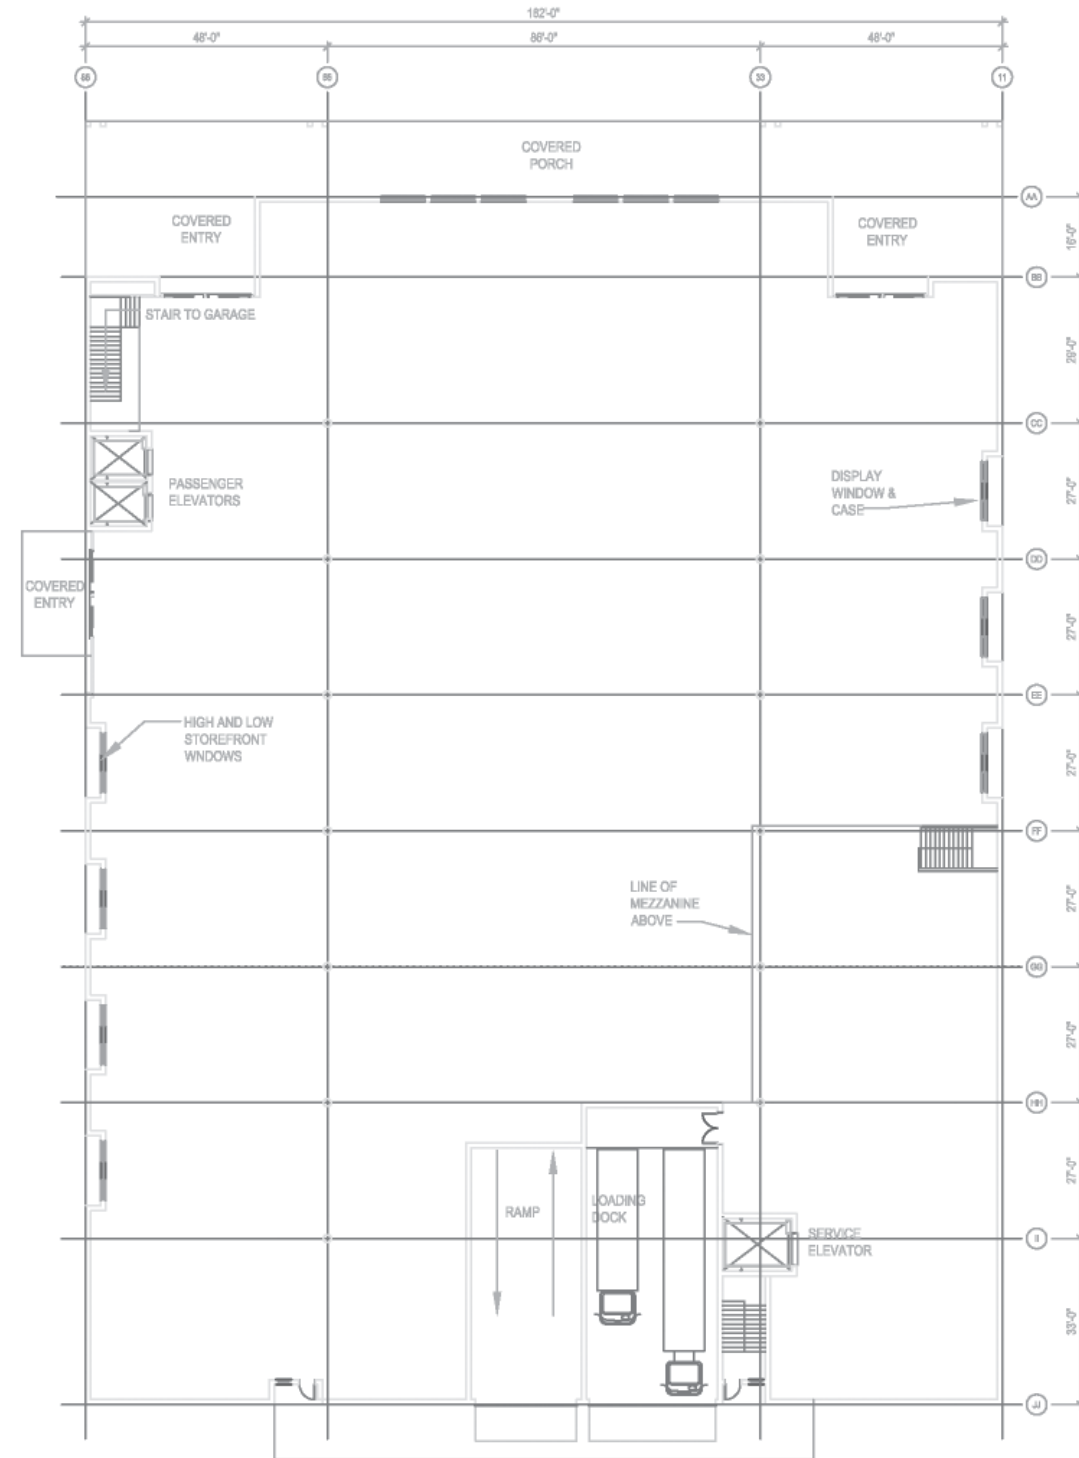 182'-0"
48'-0"
86'-0"
48'-0"
66
55
33
11
COVERED
PORCH
AA
COVERED
ENTRY
COVERED
ENTRY
16'-0"
BB
STAIR TO GARAGE
29'-0"
CC
PASSENGER
ELEVATORS
DISPLAY
WINDOW &
CASE
27'-0"
DD
COVERED
ENTRY
27'-0"
EE
HIGH AND LOW
STOREFRONT
WNDOWS
27'-0"
FF
LINE OF
MEZZANINE
ABOVE
27'-0"
GG
27'-0"
HH
RAMP
LOADING
DOCK
27'-0"
SERVICE
ELEVATOR
II
33'-0"
JJ